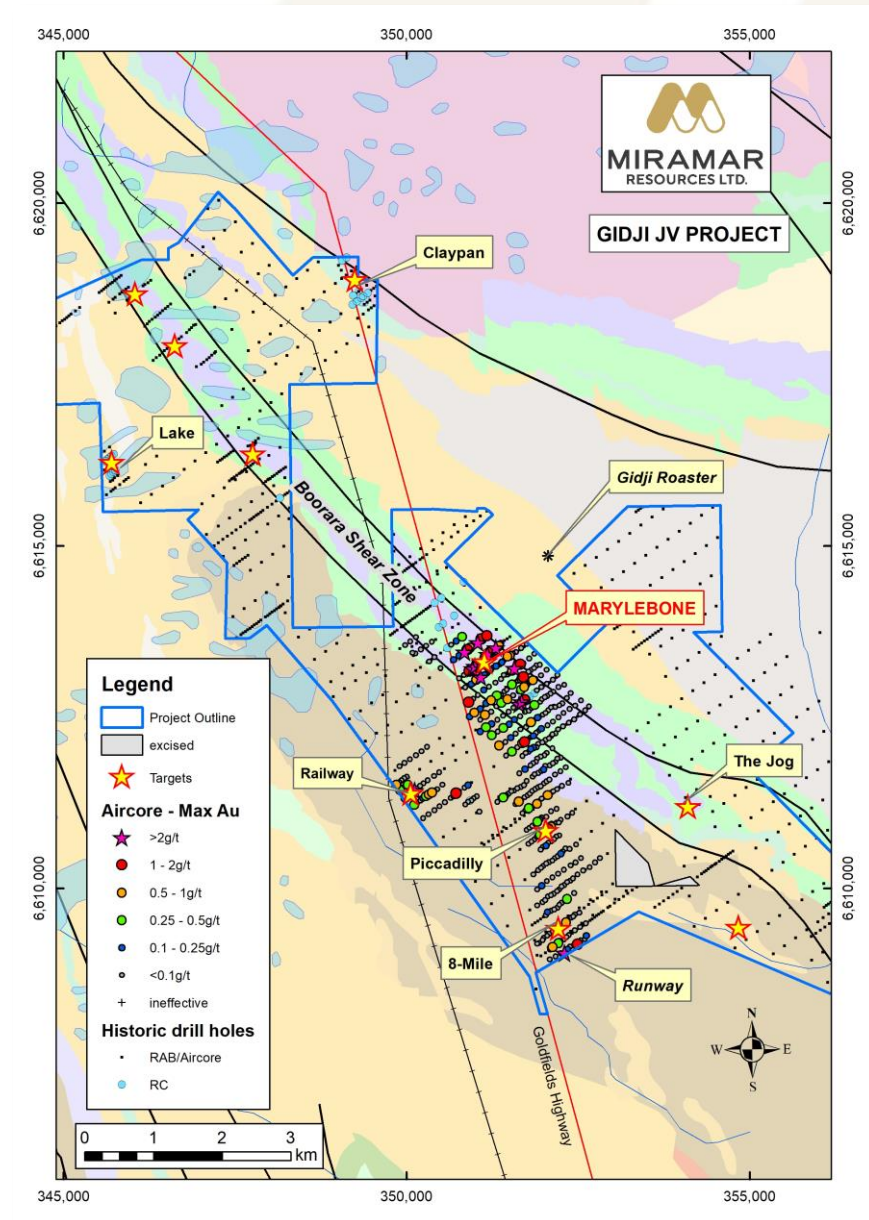 345,000 350,000 355,000
MIRAMAR
RESOURCES LTD.
6,620,000 6,620,000
GIDJI JV PROJECT
Claypan
Lake
Gidji Roaster
Boorara Shear Zone
6,615,000 6,615,000
MARYLEBONE
Legend
Project Outline
excised
Targets
Aircore - Max Au
>2g/t
1 - 2g/t
0.5 - 1g/t
0.25 - 0.5g/t
0.1 - 0.25g/t
<0.1g/t
ineffective
Historic drill holes
RAB/Aircore
RC
The Jog
Railway
Piccadilly
6,610,000 6,610,000
8-Mile
Runway
Goldfields Highway
N
W E
S
0 1 2 3
km
345,000 350,000 355,000